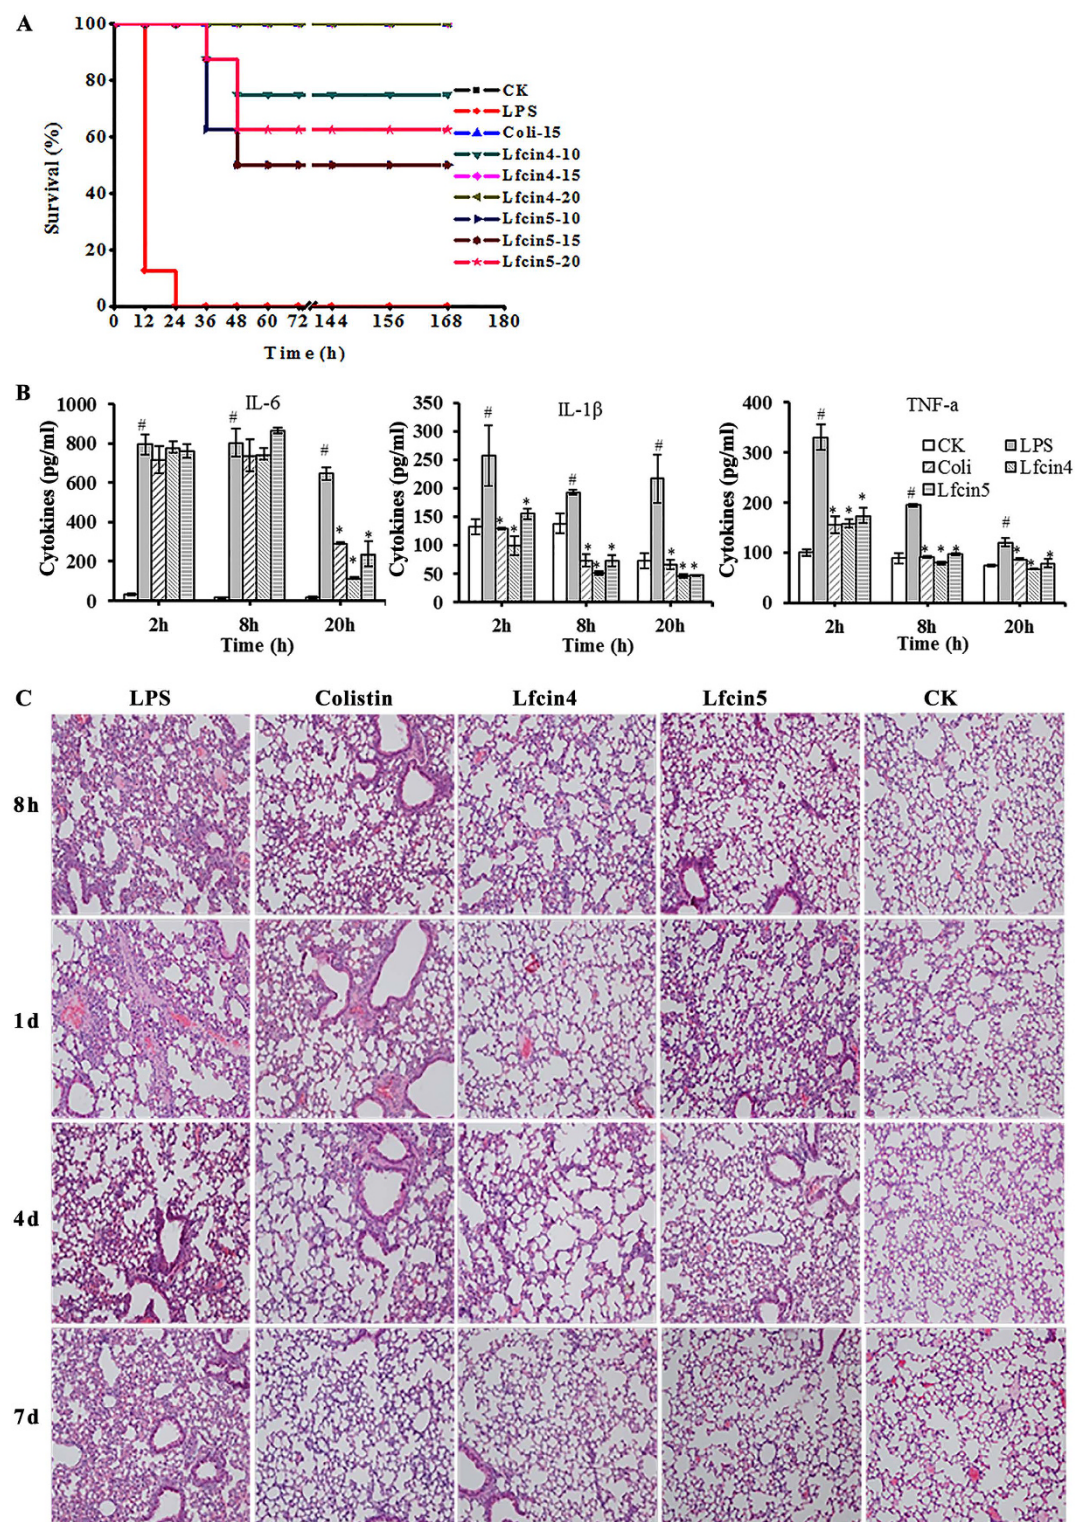 A
100
80
60
40
20
0
Survival (%)
0 12 24 36 48 60 72 144 156 168 180
Time (h)
CK
LPS
Coli-15
Lfcin4-10
Lfcin4-15
Lfcin4-20
Lfcin5-10
Lfcin5-15
Lfcin5-20
B
IL-6
Cytokines (pg/ml)
1000
800
600
400
200
0
# # # * * *
2h 8h 20h
Time (h)
IL-1β
Cytokines (pg/ml)
350
300
250
200
150
100
50
0
# * * * # * * * # * * *
2h 8h 20h
Time (h)
TNF-a
Cytokines (pg/ml)
400
300
200
100
0
# * * * # * * * # * * *
CK LPS
Coli Lfcin4
Lfcin5
2h 8h 20h
Time (h)
C LPS Colistin Lfcin4 Lfcin5 CK
8h
1d
4d
7d